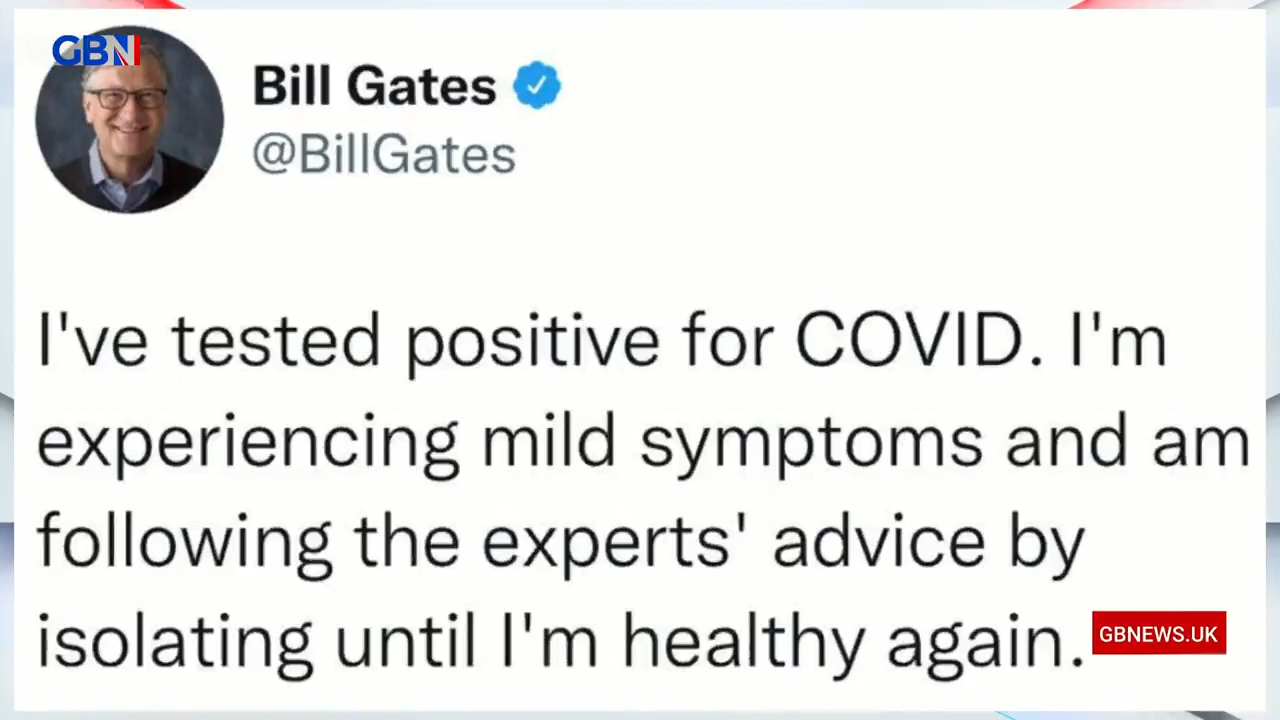 GBN
Bill Gates
@BillGates
I've tested positive for COVID. I'm
experiencing mild symptoms and am
following the experts' advice by
isolating until I'm healthy again.
GBNEWS.UK